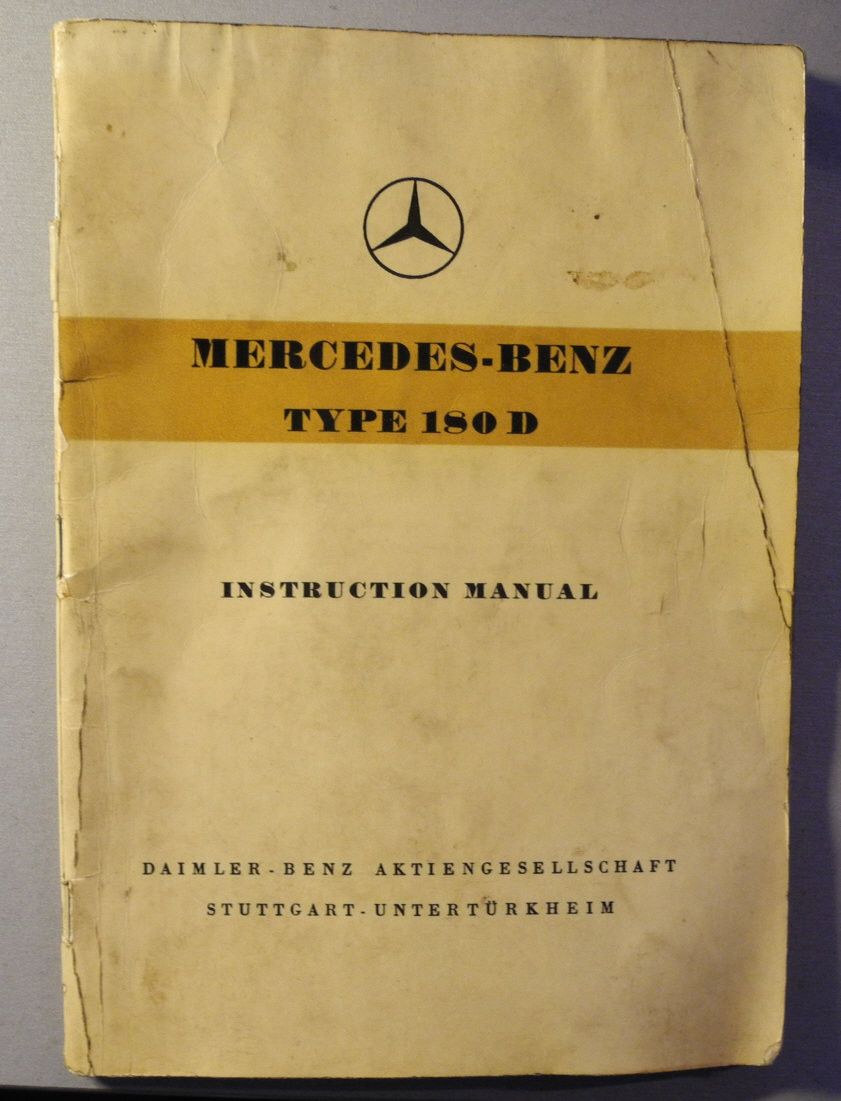 MERCEDES-BENZ
TYPE 180 D
INSTRUCTION MANUAL
DAIMLER-BENZ AKTIENGESELLSCHAFT
STUTTGART-UNTERTÜRKHEIM